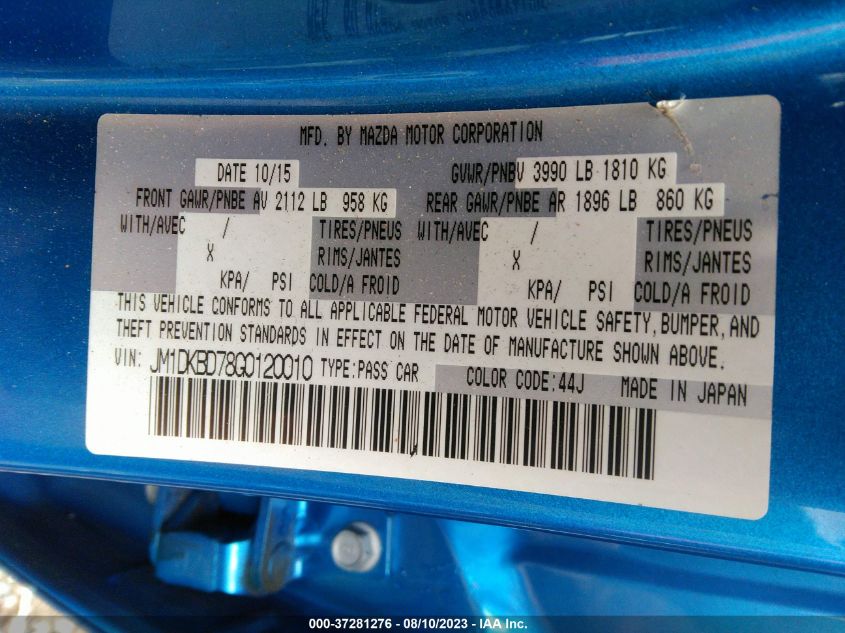 MFD. BY MAZDA MOTOR CORPORATION
DATE 10/15 GVWR/PNBV 3990 LB 1810 KG
FRONT GAWR/PNBE AV 2112 LB 958 KG REAR GAWR/PNBE AR 1896 LB 860 KG
WITH/AVEC / TIRES/PNEUS WITH/AVEC / TIRES/PNEUS
X RIMS/JANTES X RIMS/JANTES
KPA/ PSI COLD/A FROID KPA/ PSI COLD/A FROID
THIS VEHICLE CONFORMS TO ALL APPLICABLE FEDERAL MOTOR VEHICLE SAFETY, BUMPER, AND
THEFT PREVENTION STANDARDS IN EFFECT ON THE DATE OF MANUFACTURE SHOWN ABOVE.
VIN: JM1DKBD78G0120010 TYPE:PASS CAR COLOR CODE:44J MADE IN JAPAN
000-37281276 - 08/10/2023 - IAA Inc.